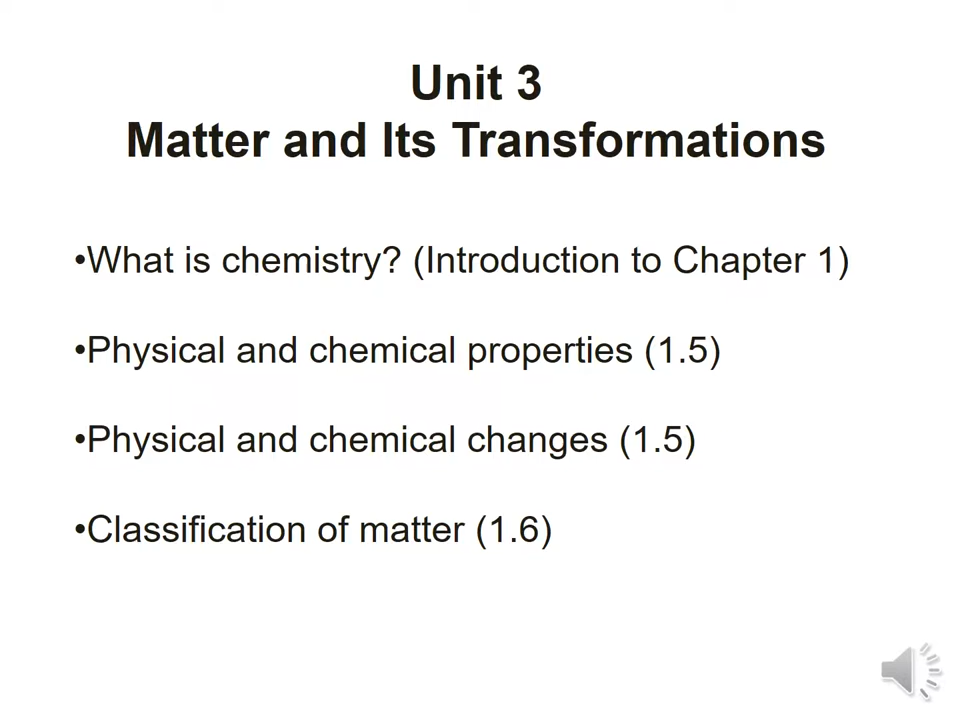 Unit 3
Matter and Its Transformations
•What is chemistry? (Introduction to Chapter 1)
•Physical and chemical properties (1.5)
•Physical and chemical changes (1.5)
•Classification of matter (1.6)